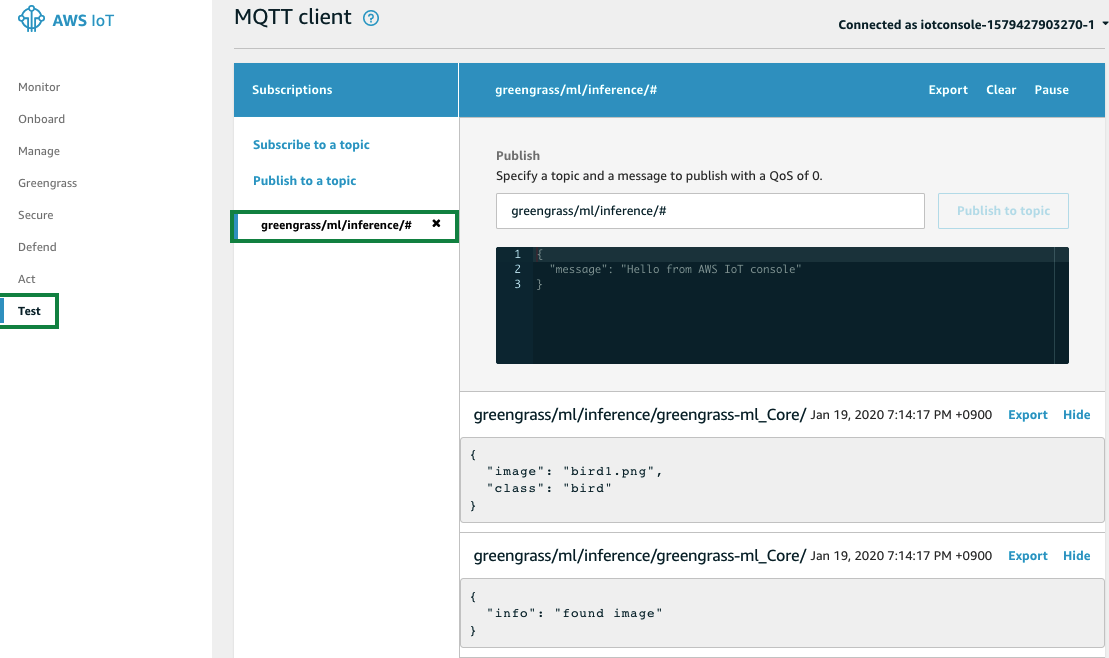 AWS IoT
Monitor
Onboard
Manage
Greengrass
Secure
Defend
Act
Test
MQTT client ?
Connected as iotconsole-1579427903270-1
Subscriptions
Subscribe to a topic
Publish to a topic
greengrass/ml/inference/# ✖
greengrass/ml/inference/# Export Clear Pause
Publish
Specify a topic and a message to publish with a QoS of 0.
greengrass/ml/inference/# Publish to topic
1 {
2 "message": "Hello from AWS IoT console"
3 }
greengrass/ml/inference/greengrass-ml_Core/ Jan 19, 2020 7:14:17 PM +0900 Export Hide
{
"image": "bird1.png",
"class": "bird"
}
greengrass/ml/inference/greengrass-ml_Core/ Jan 19, 2020 7:14:17 PM +0900 Export Hide
{
"info": "found image"
}